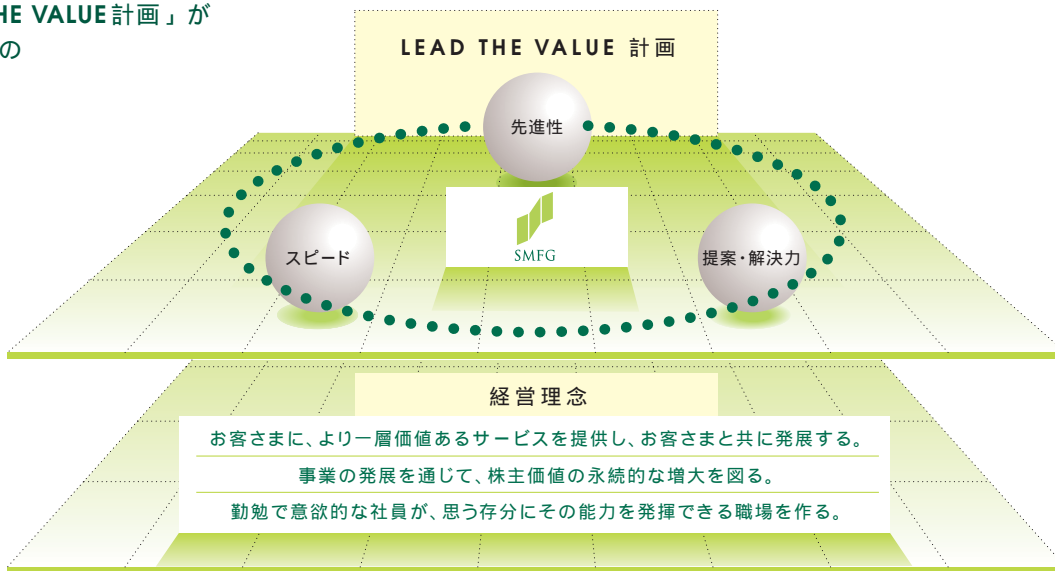 HE VALUE計画」が
の
LEAD THE VALUE 計画
先進性
スピード
SMFG
提案・解決力
経営理念
お客さまに、より一層価値あるサービスを提供し、お客さまと共に発展する。
事業の発展を通じて、株主価値の永続的な増大を図る。
勤勉で意欲的な社員が、思う存分にその能力を発揮できる職場を作る。